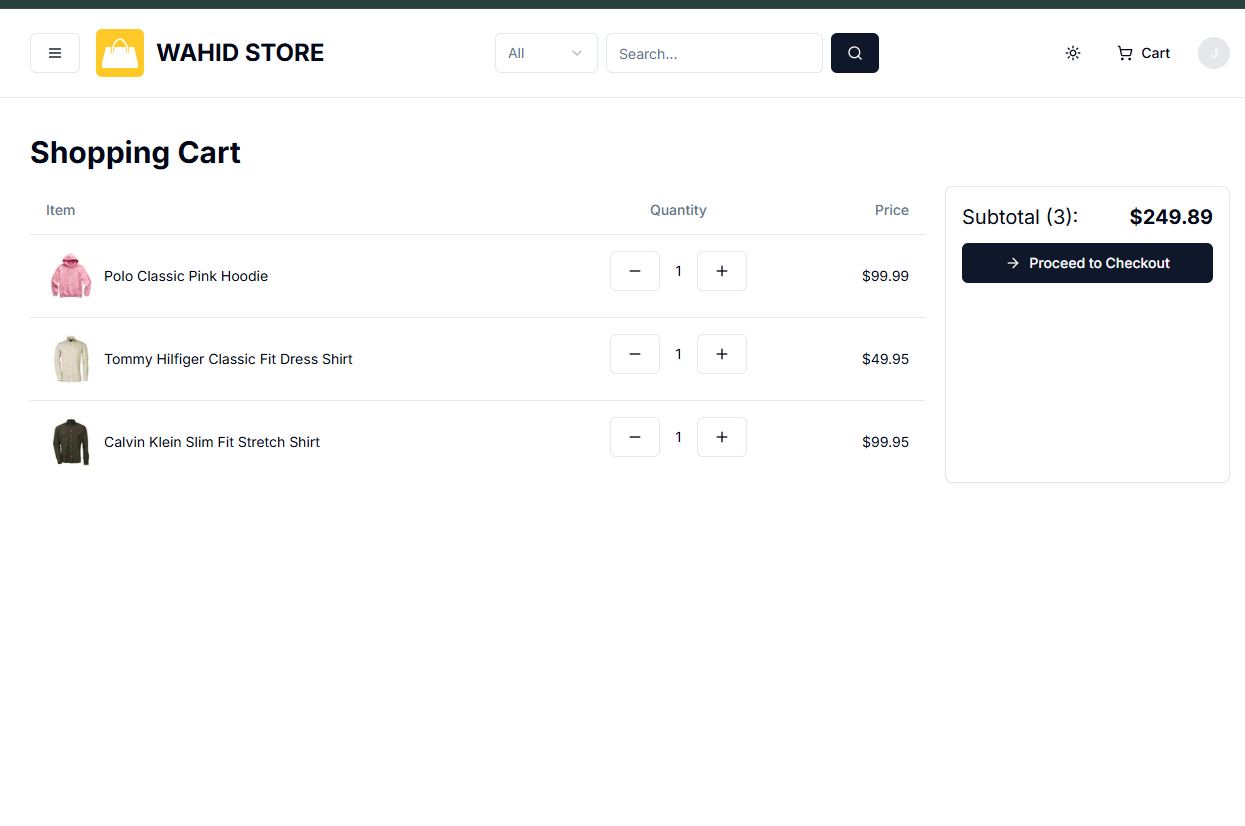 WAHID STORE
All
Search...
Cart
J
Shopping Cart
Item Quantity Price
Polo Classic Pink Hoodie 1 $99.99
Tommy Hilfiger Classic Fit Dress Shirt 1 $49.95
Calvin Klein Slim Fit Stretch Shirt 1 $99.95
Subtotal (3): $249.89
Proceed to Checkout